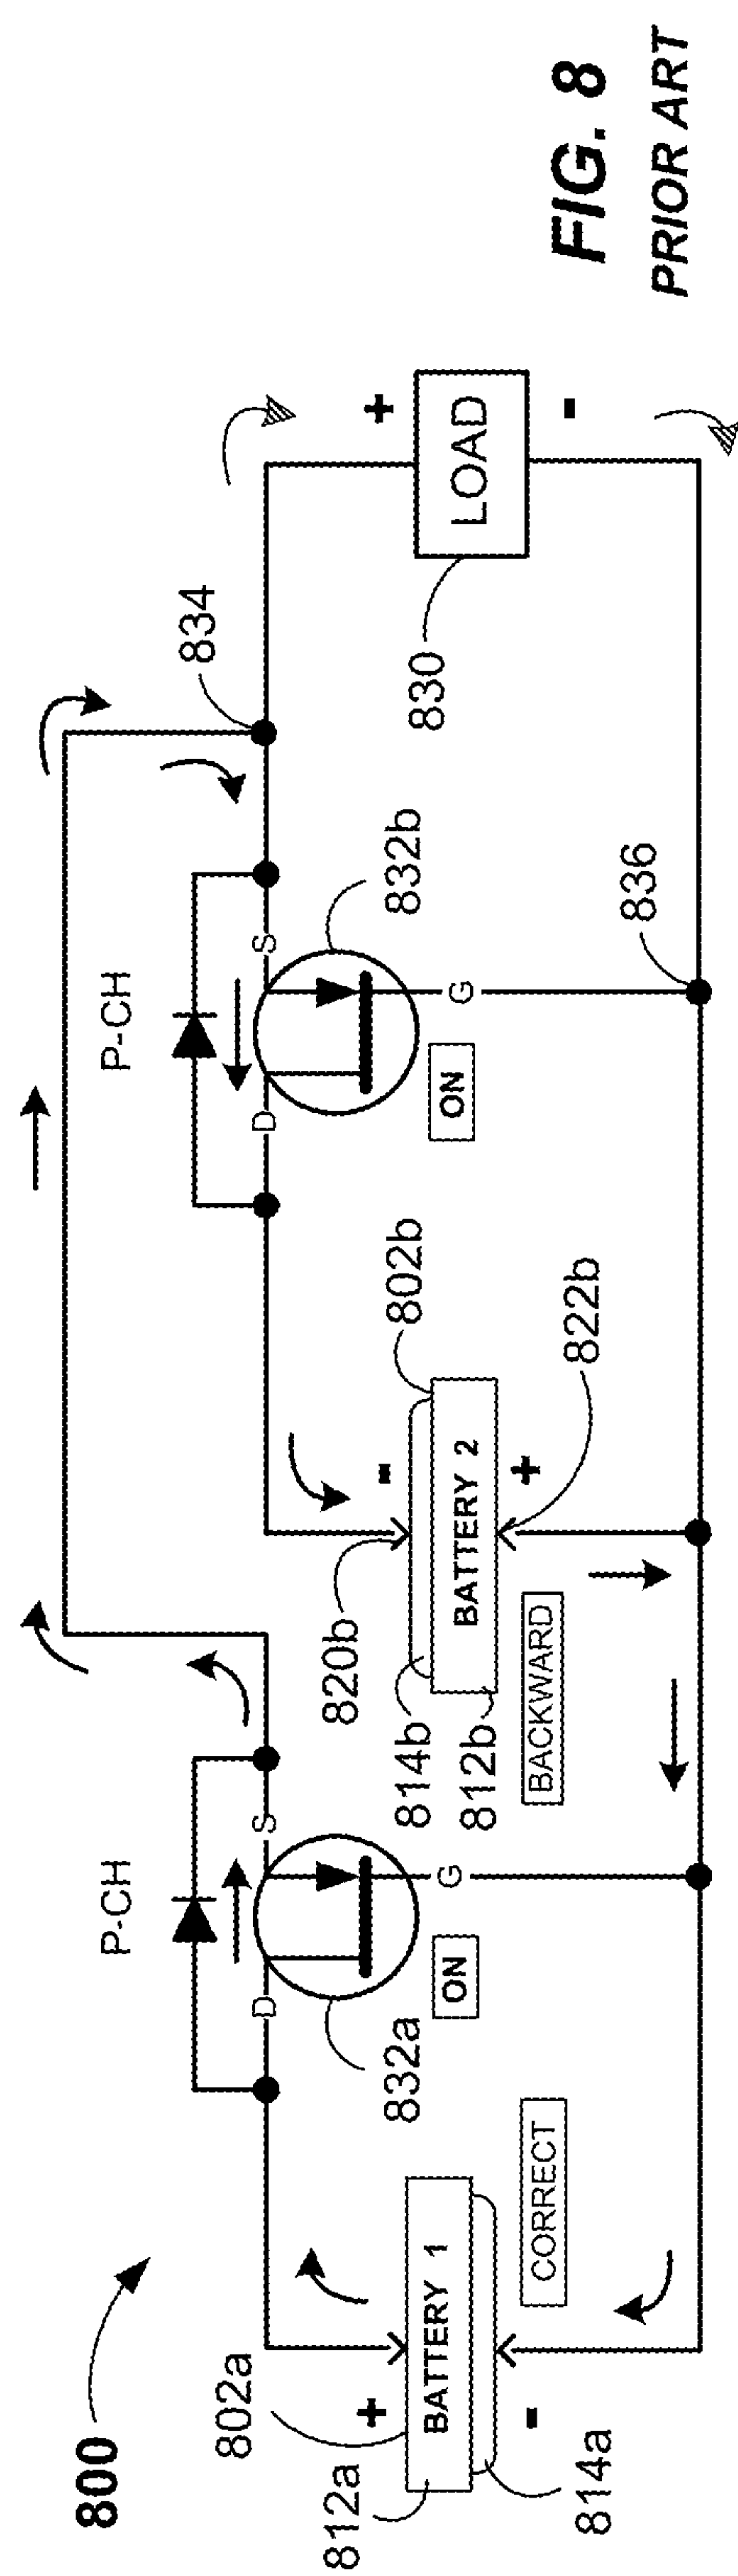 800
802a
812a
+
BATTERY 1
-
814a
CORRECT
P-CH
D
S
G
832a
ON
820b
814b
812b
-
BATTERY 2
+
BACKWARD
802b
822b
P-CH
D
S
G
832b
ON
834
836
830
+
LOAD
-
FIG. 8
PRIOR ART